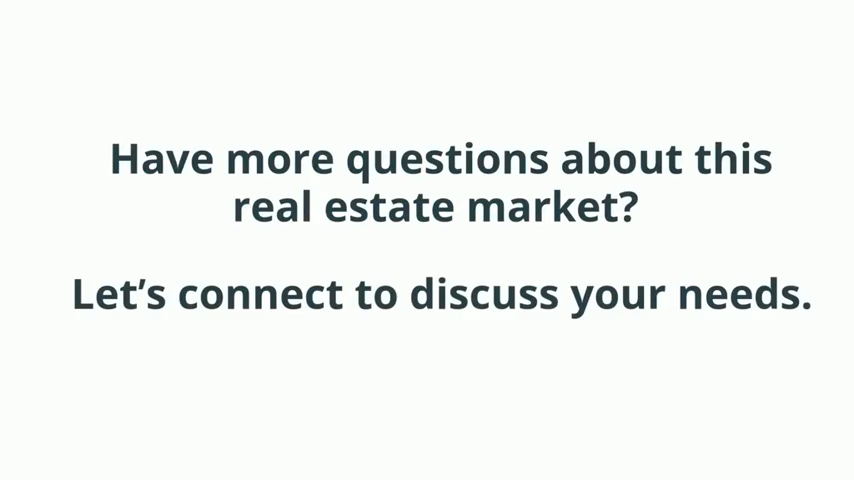 Have more questions about this
real estate market?
Let’s connect to discuss your needs.